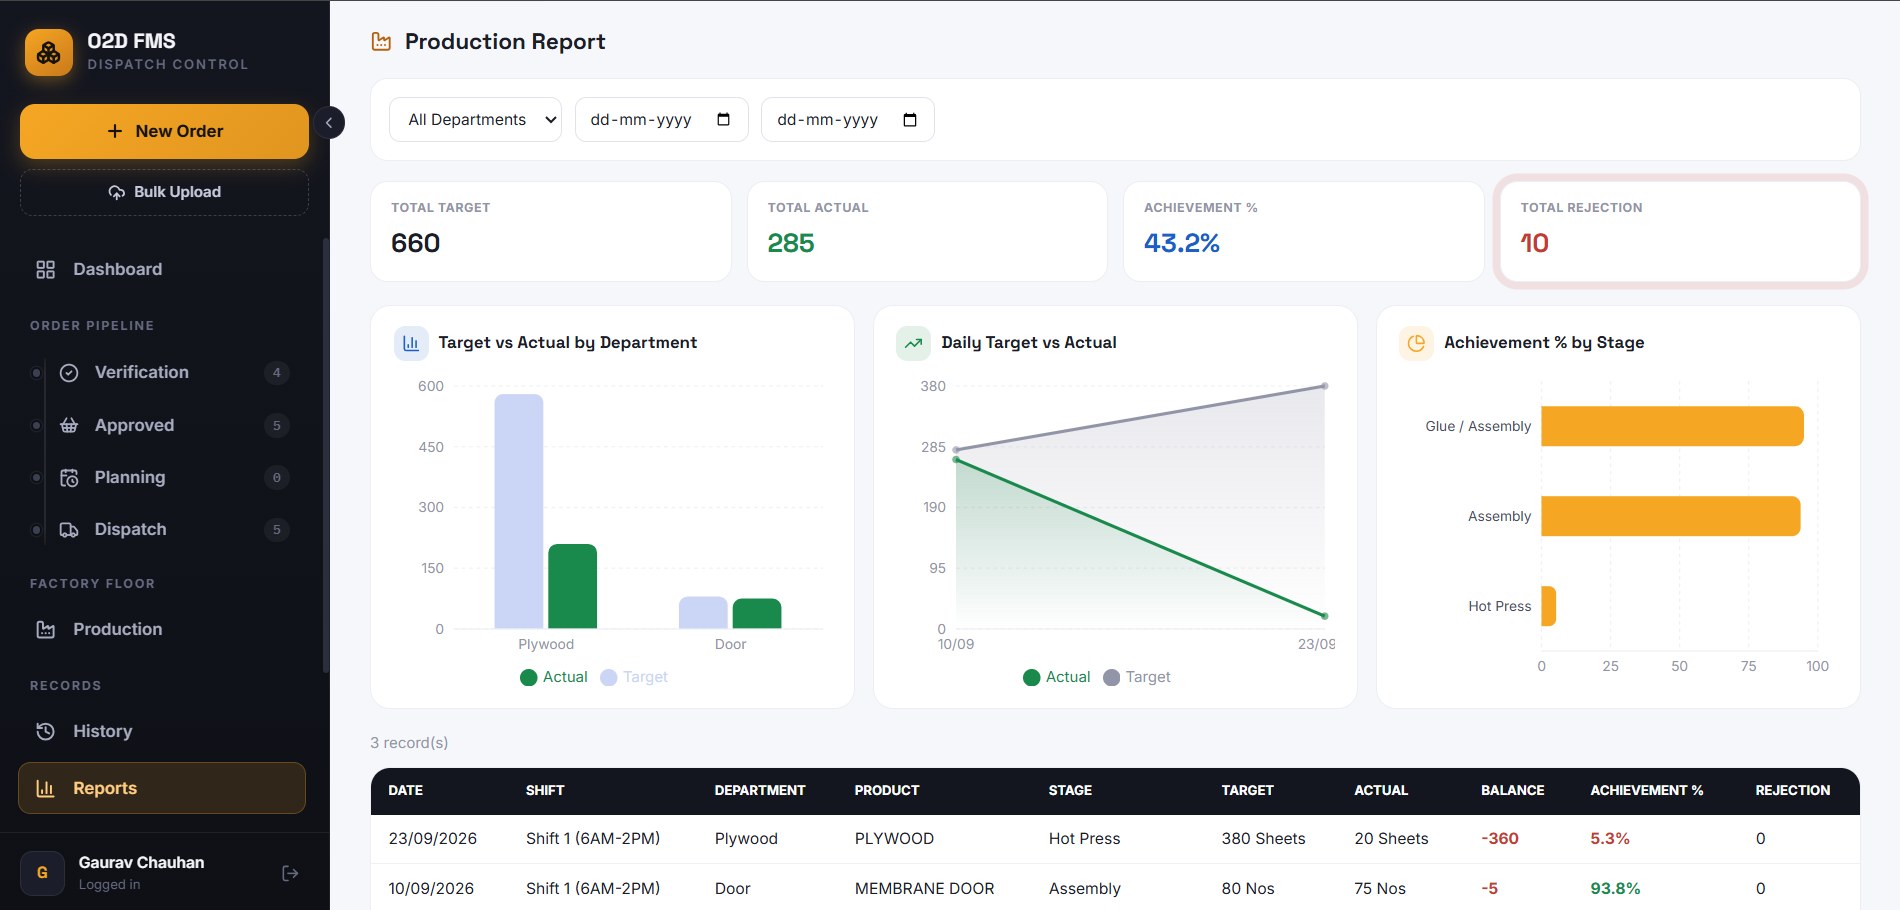 O2D FMS
DISPATCH CONTROL
New Order
Bulk Upload
Dashboard
ORDER PIPELINE
Verification 4
Approved 5
Planning 0
Dispatch 5
FACTORY FLOOR
Production
RECORDS
History
Reports
G
Gaurav Chauhan
Logged in
Production Report
All Departments dd-mm-yyyy dd-mm-yyyy
TOTAL TARGET
660
TOTAL ACTUAL
285
ACHIEVEMENT %
43.2%
TOTAL REJECTION
10
Target vs Actual by Department
600
450
300
150
0
Plywood Door
Actual Target
Daily Target vs Actual
380
285
190
95
0
10/09 23/09
Actual Target
Achievement % by Stage
Glue / Assembly
Assembly
Hot Press
0 25 50 75 100
3 record(s)
DATE SHIFT DEPARTMENT PRODUCT STAGE TARGET ACTUAL BALANCE ACHIEVEMENT % REJECTION
23/09/2026 Shift 1 (6AM-2PM) Plywood PLYWOOD Hot Press 380 Sheets 20 Sheets -360 5.3% 0
10/09/2026 Shift 1 (6AM-2PM) Door MEMBRANE DOOR Assembly 80 Nos 75 Nos -5 93.8% 0